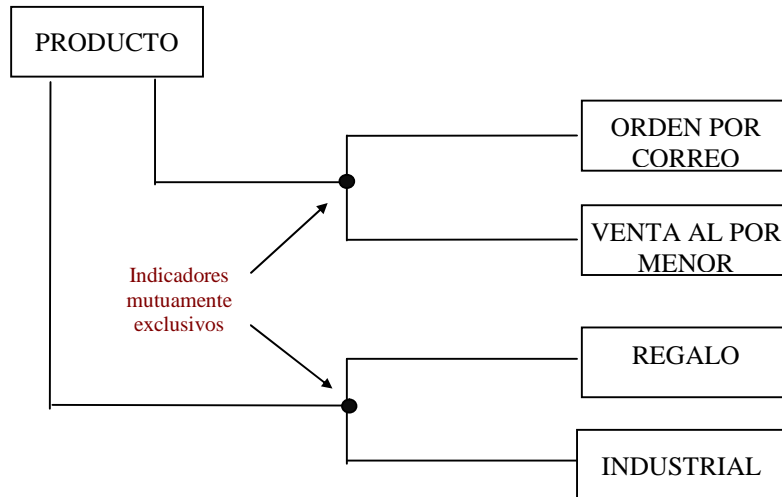 PRODUCTO
ORDEN POR
CORREO
VENTA AL POR
MENOR
Indicadores
mutuamente
exclusivos
REGALO
INDUSTRIAL